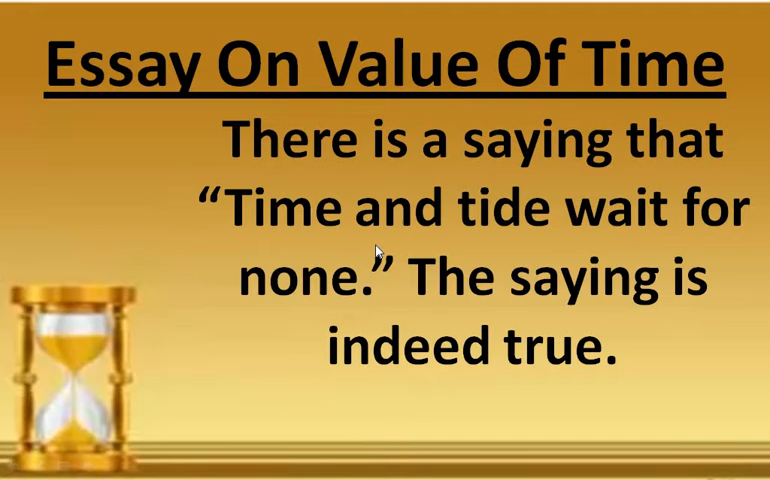 Essay On Value Of Time
There is a saying that
“Time and tide wait for
none.” The saying is
indeed true.